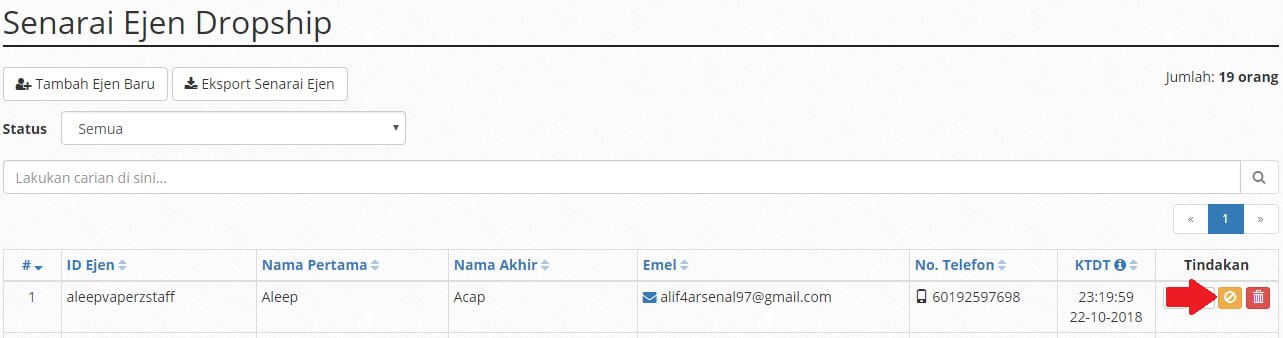 Senarai Ejen Dropship
Tambah Ejen Baru Eksport Senarai Ejen Jumlah: 19 orang
Status Semua
Lakukan carian di sini...
« 1 »
# ID Ejen Nama Pertama Nama Akhir Emel No. Telefon KTDT Tindakan
1 aleepvaperzstaff Aleep Acap alif4arsenal97@gmail.com 60192597698 23:19:59
22-10-2018